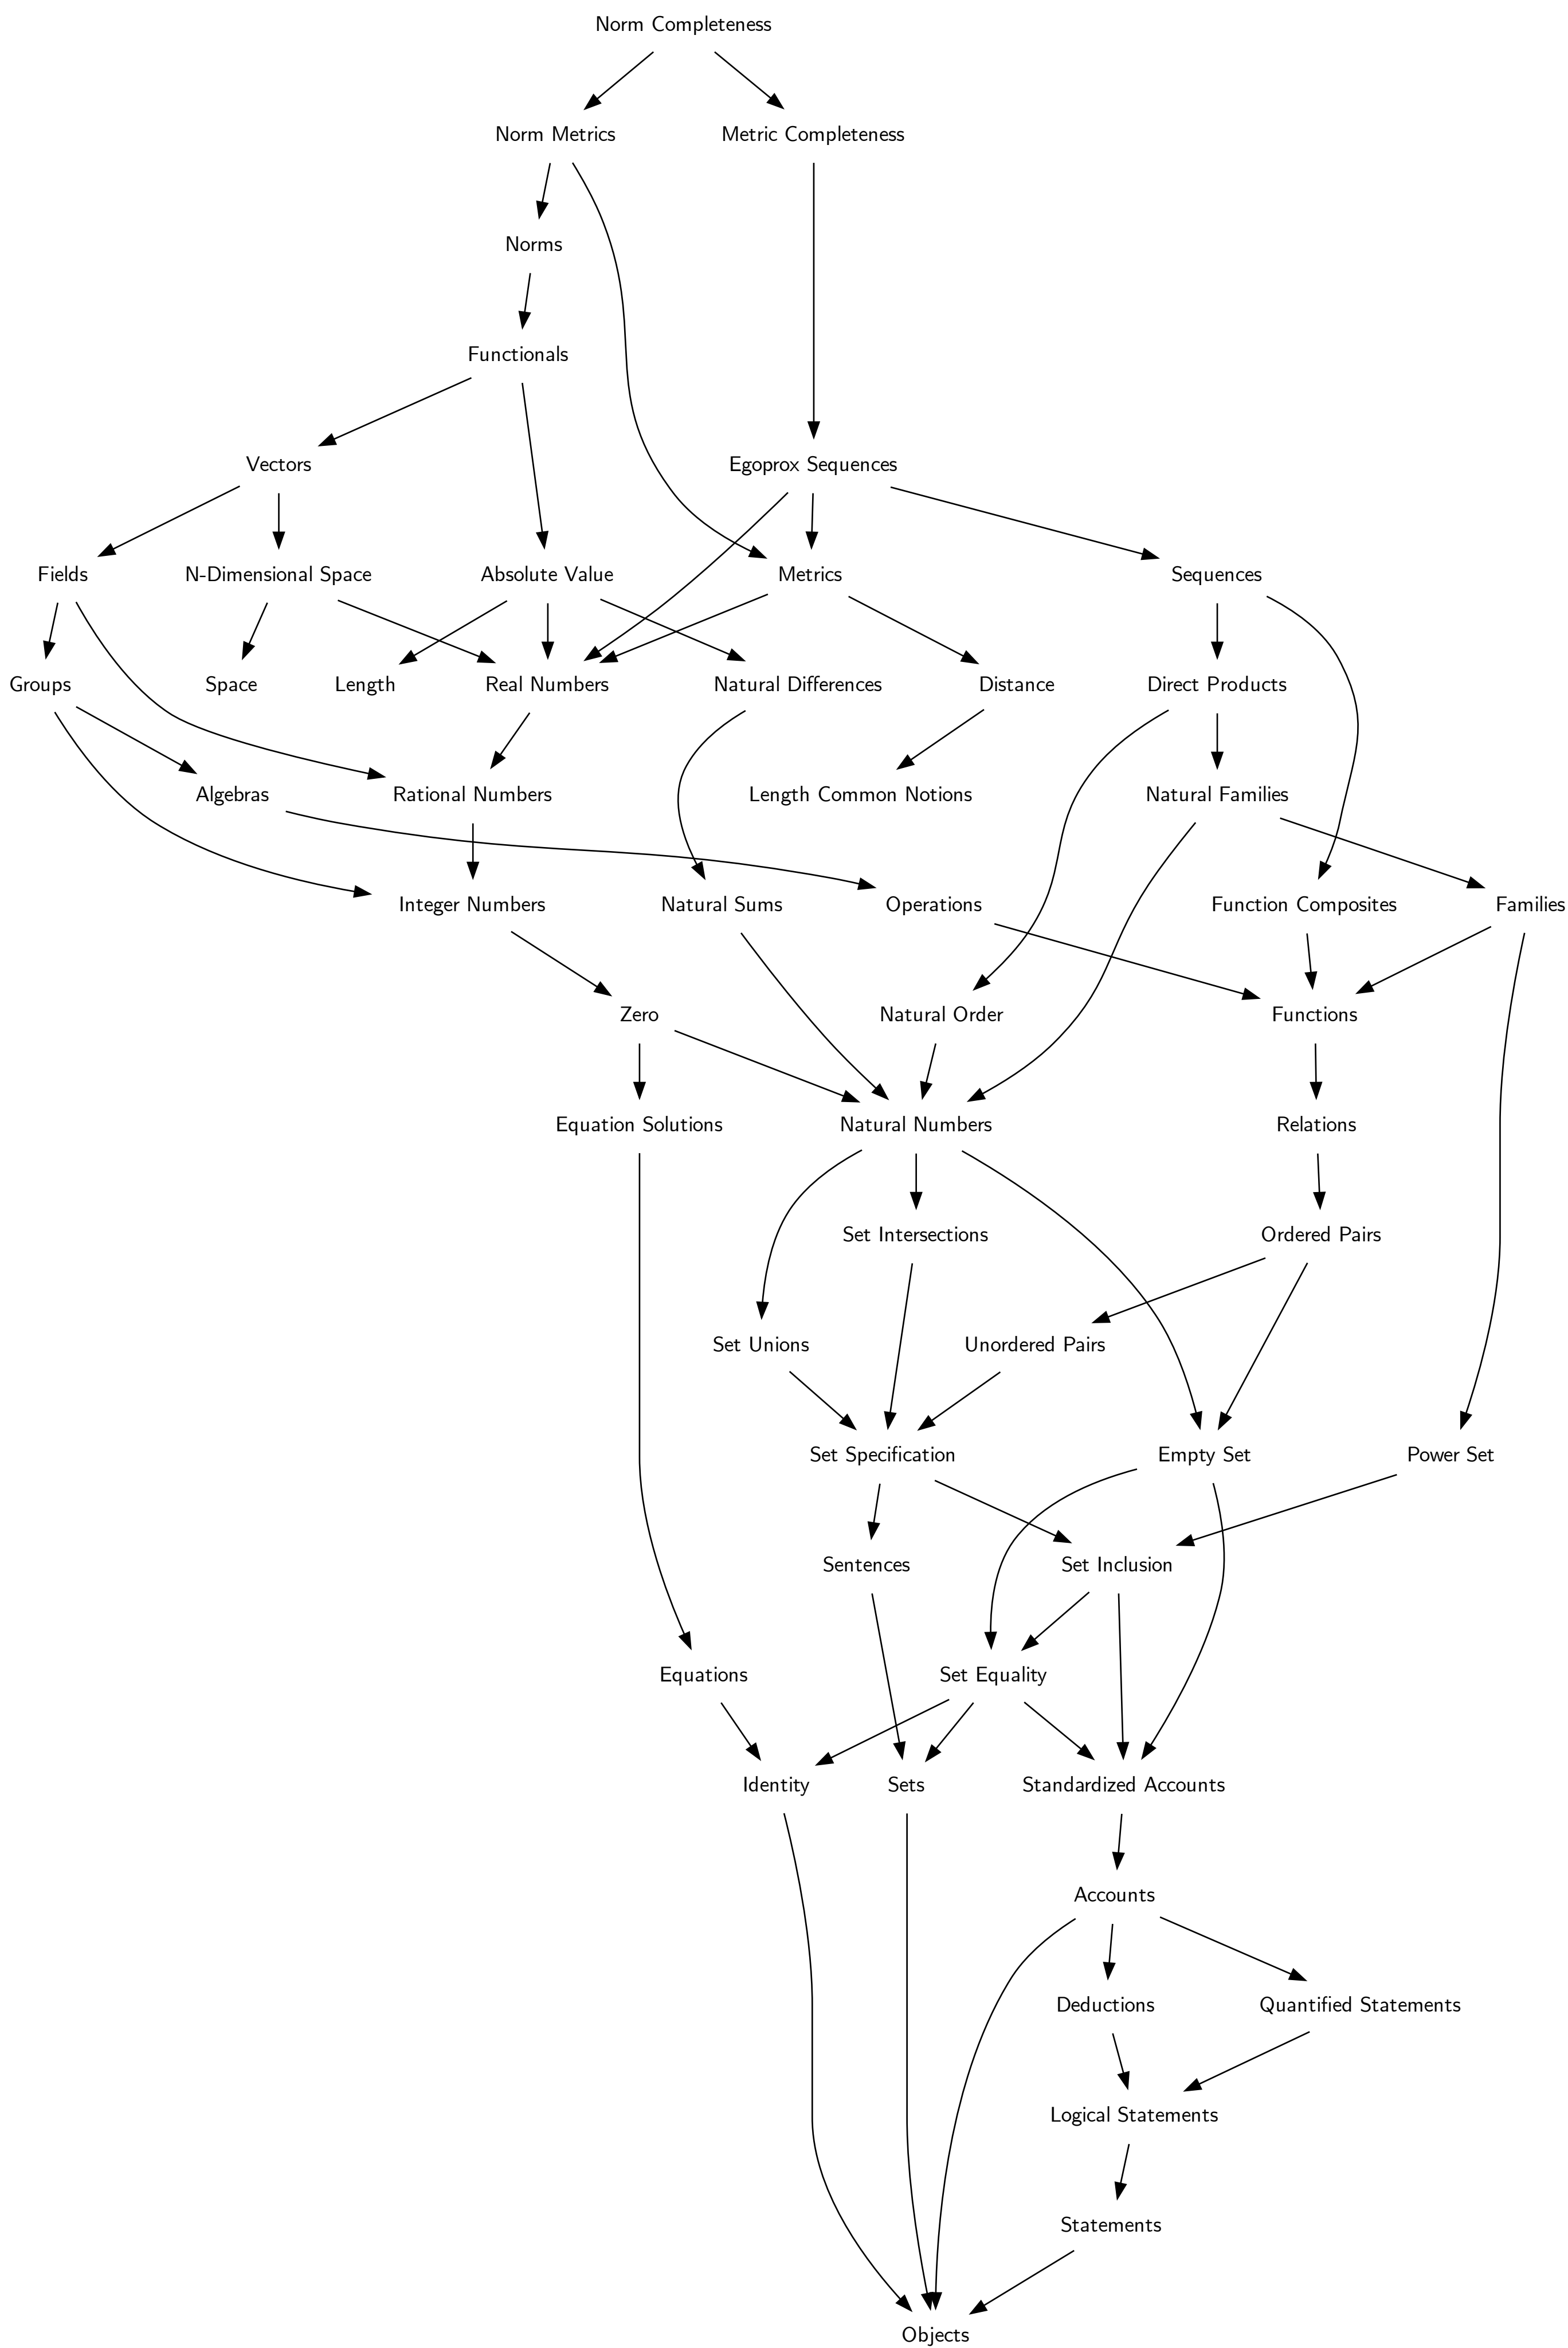 Norm Completeness
Norm Metrics
Metric Completeness
Norms
Functionals
Vectors
Egoprox Sequences
Fields
N-Dimensional Space
Absolute Value
Metrics
Sequences
Groups
Space
Length
Real Numbers
Natural Differences
Distance
Direct Products
Algebras
Rational Numbers
Length Common Notions
Natural Families
Integer Numbers
Natural Sums
Operations
Function Composites
Families
Zero
Natural Order
Functions
Equation Solutions
Natural Numbers
Relations
Set Intersections
Ordered Pairs
Set Unions
Unordered Pairs
Set Specification
Empty Set
Power Set
Sentences
Set Inclusion
Equations
Set Equality
Identity
Sets
Standardized Accounts
Accounts
Deductions
Quantified Statements
Logical Statements
Statements
Objects